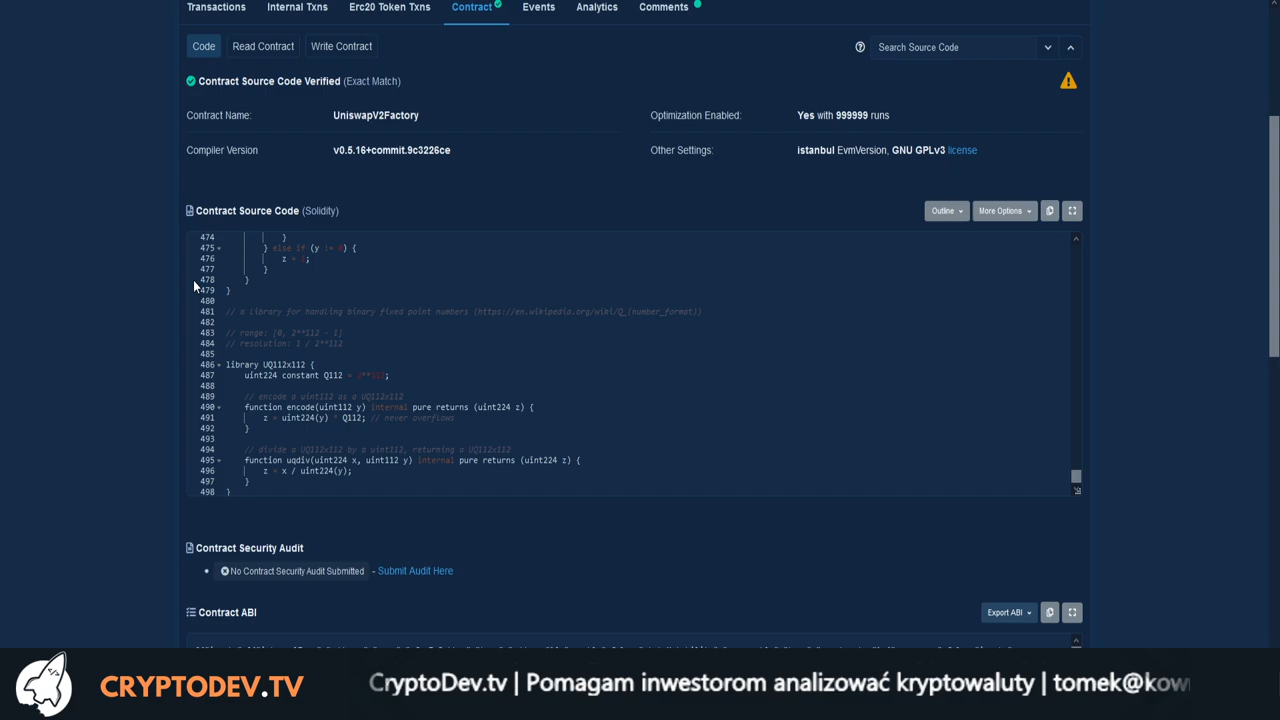 Transactions Internal Txns Erc20 Token Txns Contract Events Analytics Comments
Code Read Contract Write Contract Search Source Code
Contract Source Code Verified (Exact Match)
Contract Name: UniswapV2Factory Optimization Enabled: Yes with 999999 runs
Compiler Version v0.5.16+commit.9c3226ce Other Settings: istanbul EvmVersion, GNU GPLv3 license
Contract Source Code (Solidity) Outline More Options
474 }
475 } else if (y != 0) {
476 z = 1;
477 }
478 }
479 }
480
481 // a library for handling binary fixed point numbers (https://en.wikipedia.org/wiki/Q_(number_format))
482
483 // range: [0, 2**112 - 1]
484 // resolution: 1 / 2**112
485
486 library UQ112x112 {
487 uint224 constant Q112 = 2**112;
488
489 // encode a uint112 as a UQ112x112
490 function encode(uint112 y) internal pure returns (uint224 z) {
491 z = uint224(y) * Q112; // never overflows
492 }
493
494 // divide a UQ112x112 by a uint112, returning a UQ112x112
495 function uqdiv(uint224 x, uint112 y) internal pure returns (uint224 z) {
496 z = x / uint224(y);
497 }
498 }
Contract Security Audit
No Contract Security Audit Submitted - Submit Audit Here
Contract ABI Export ABI
CRYPTODEV.TV CryptoDev.tv | Pomagam inwestorom analizować kryptowaluty | tomek@kow